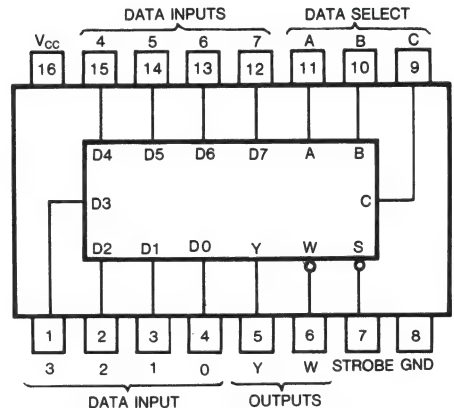 DATA INPUTS DATA SELECT
VCC 4 5 6 7 A B C
16 15 14 13 12 11 10 9
D4 D5 D6 D7 A B
D3 C
D2 D1 D0 Y W S
1 2 3 4 5 6 7 8
3 2 1 0 Y W STROBE GND
DATA INPUT OUTPUTS